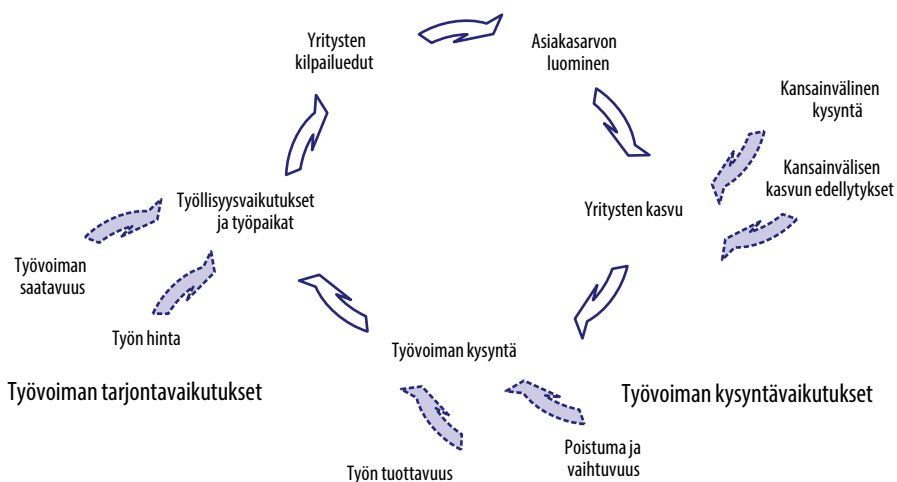 Yritysten
kilpailuedut
Asiakasarvon
luominen
Kansainvälinen
kysyntä
Kansainvälisen
kasvun edellytykset
Työllisyysvaikutukset
ja työpaikat
Yritysten kasvu
Työvoiman
saatavuus
Työn hinta
Työvoiman kysyntä
Työvoiman tarjontavaikutukset
Työvoiman kysyntävaikutukset
Poistuma ja
vaihtuvuus
Työn tuottavuus